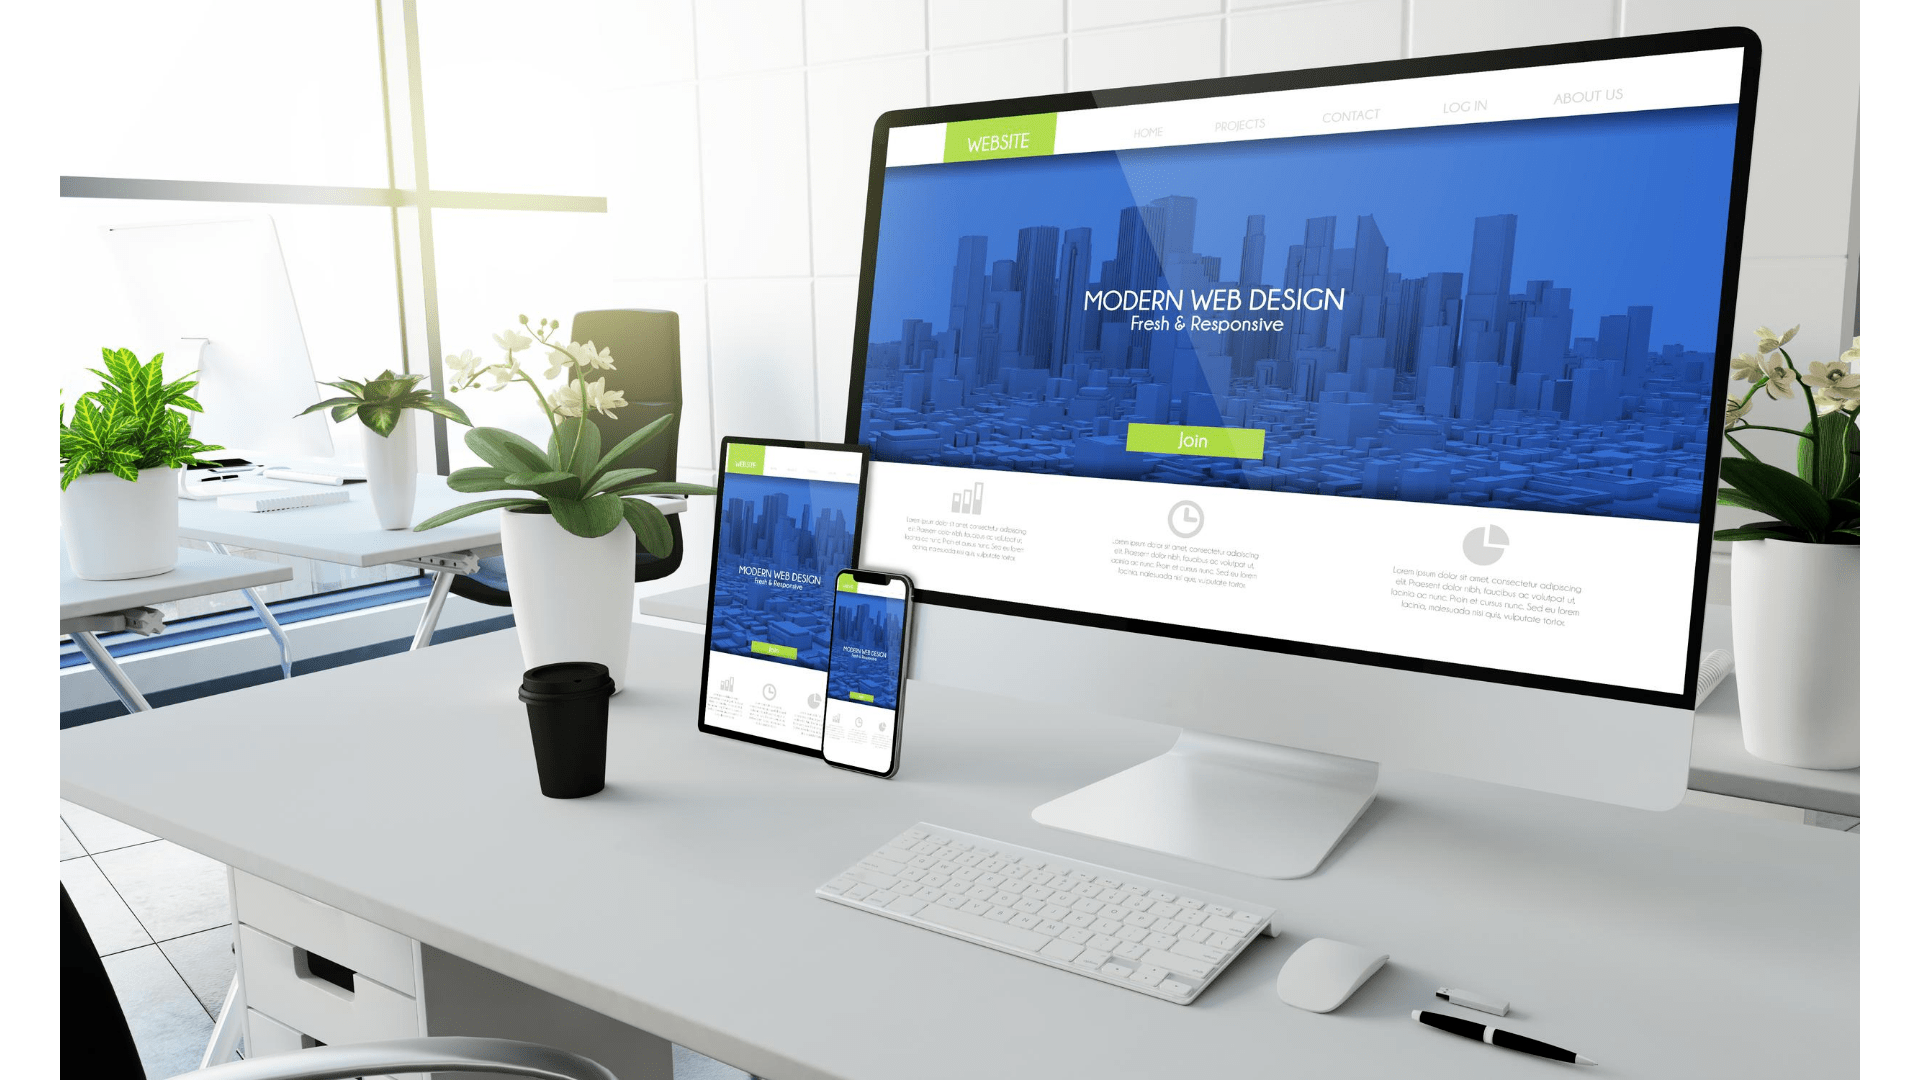 WEBSITE
HOME
PROJECTS
CONTACT
LOG IN
ABOUT US
MODERN WEB DESIGN
Fresh & Responsive
Join
Lorem ipsum dolor sit amet, consectetur adipiscing
elit. Praesent dolor nibh, faucibus ac volutpat ut,
lacinia ac nunc. Proin et cursus nunc. Sed eu lorem
lacinia, malesuada nisi quis, vulputate tortor.
Lorem ipsum dolor sit amet, consectetur adipiscing
elit. Praesent dolor nibh, faucibus ac volutpat ut,
lacinia ac nunc. Proin et cursus nunc. Sed eu lorem
lacinia, malesuada nisi quis, vulputate tortor.
Lorem ipsum dolor sit amet, consectetur adipiscing
elit. Praesent dolor nibh, faucibus ac volutpat ut,
lacinia ac nunc. Proin et cursus nunc. Sed eu lorem
lacinia, malesuada nisi quis, vulputate tortor.
WEBSITE
MODERN WEB DESIGN
Fresh & Responsive
Join
MODERN WEB DESIGN
Fresh & Responsive